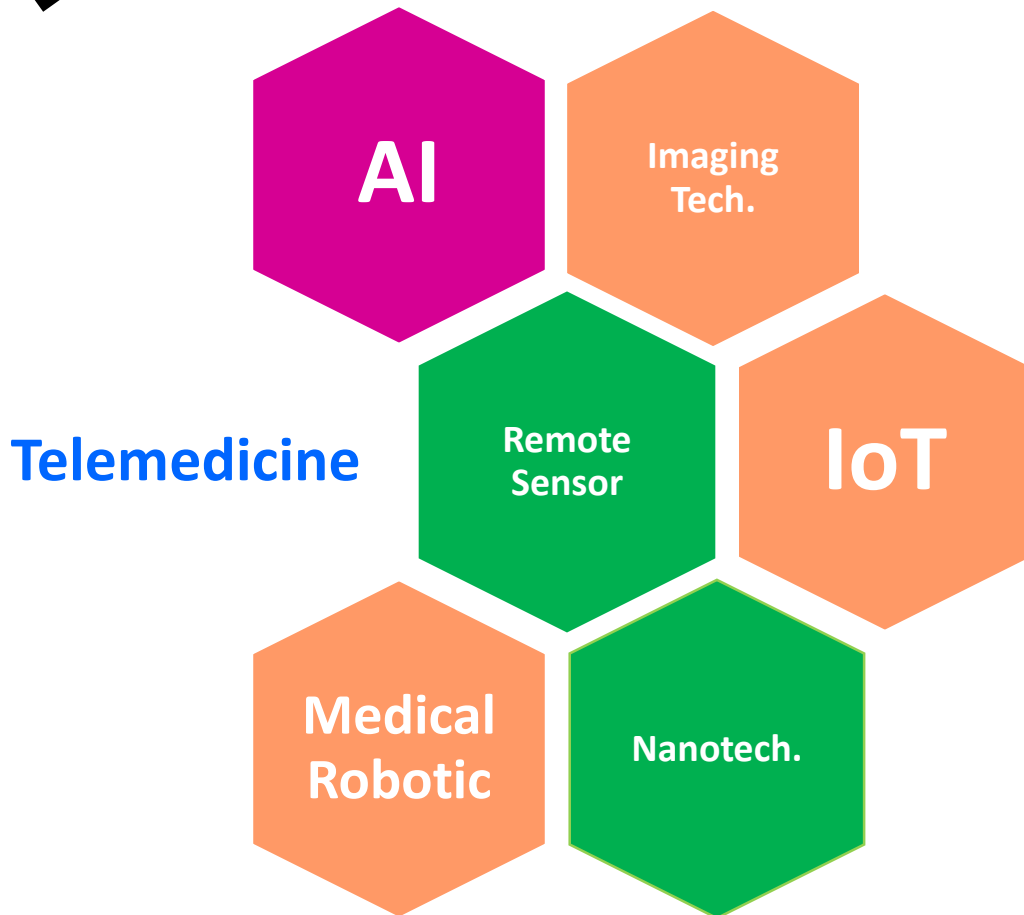 AI
Imaging
Tech.
Telemedicine
Remote
Sensor
IoT
Medical
Robotic
Nanotech.